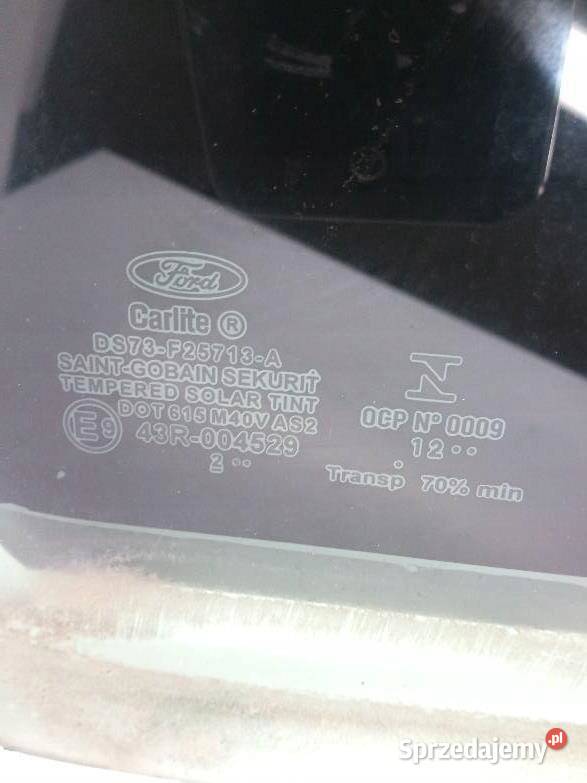 Ford
Carlite ®
DS73-F25713-A
SAINT-GOBAIN SEKURIT
TEMPERED SOLAR TINT
DOT 615 M40V AS2
E9 43R-004529
2 ••
N
OCP Nº 0009
12 ••
•
Transp 70% min
Sprzedajemy.pl